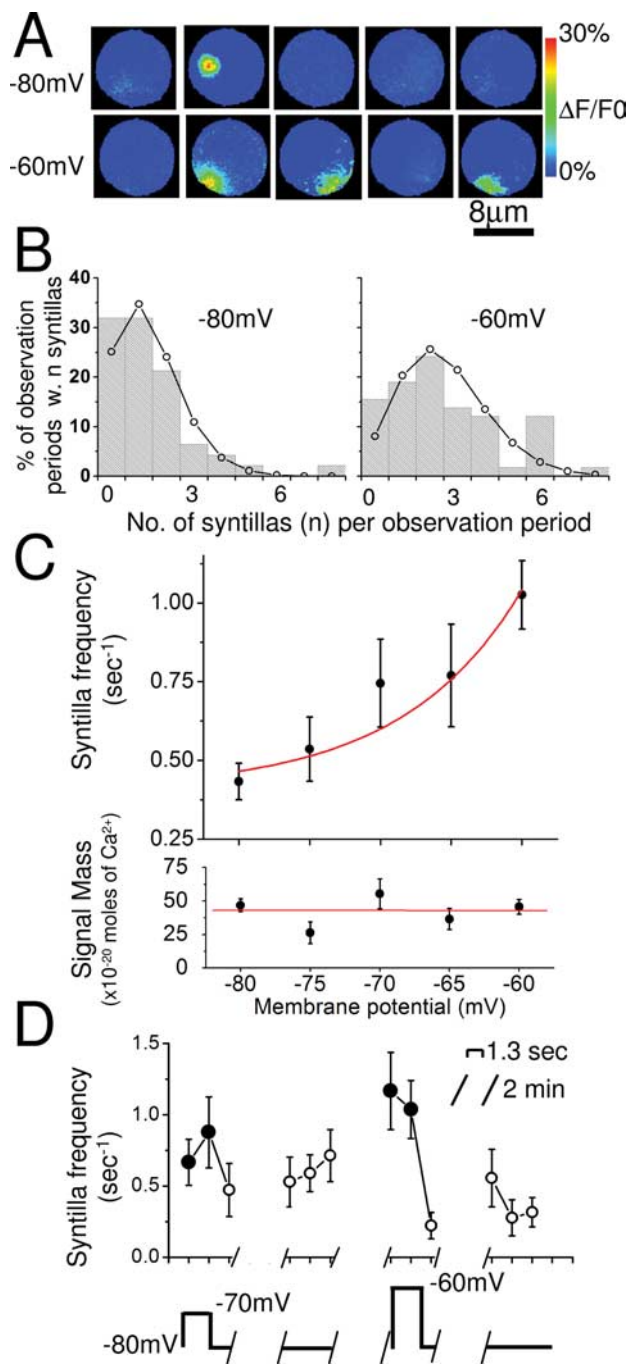 A
30%
-80mV
ΔF/F0
-60mV
0%
8μm
B
% of observation
periods w. n syntillas
40
30
20
10
0
-80mV
-60mV
0 3 6 0 3 6
No. of syntillas (n) per observation period
C
Syntilla frequency
(sec⁻¹)
1.00
0.75
0.50
0.25
Signal Mass
(x10⁻²⁰ moles of Ca²⁺)
75
50
25
0
-80 -75 -70 -65 -60
Membrane potential (mV)
D
Syntilla frequency
(sec⁻¹)
1.5
1.0
0.5
0.0
1.3 sec
2 min
-70mV
-60mV
-80mV